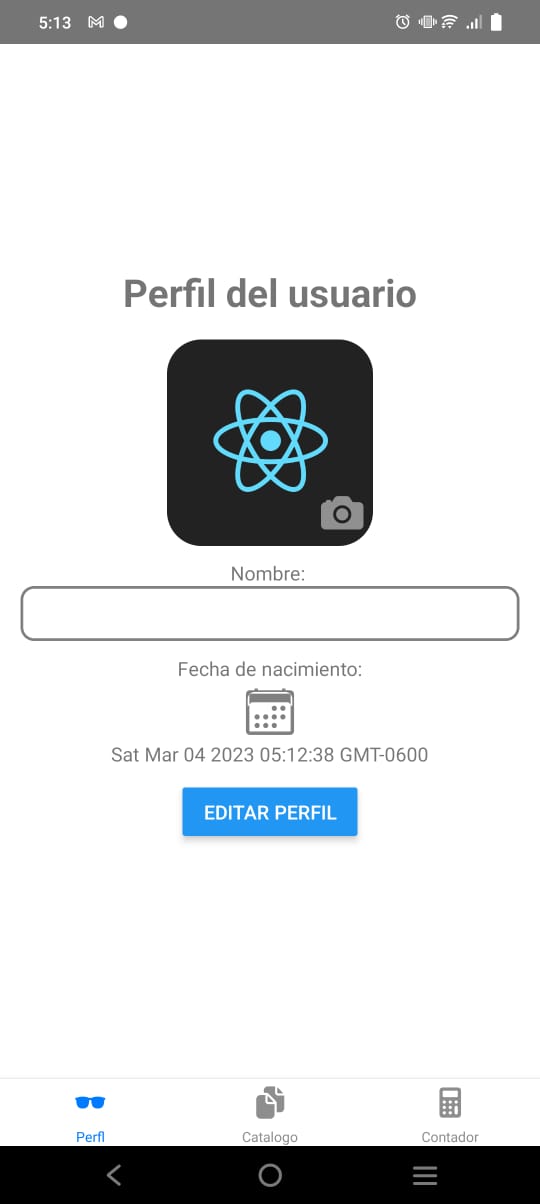 5:13
Perfil del usuario
Nombre:
Fecha de nacimiento:
Sat Mar 04 2023 05:12:38 GMT-0600
EDITAR PERFIL
Perfl
Catalogo
Contador